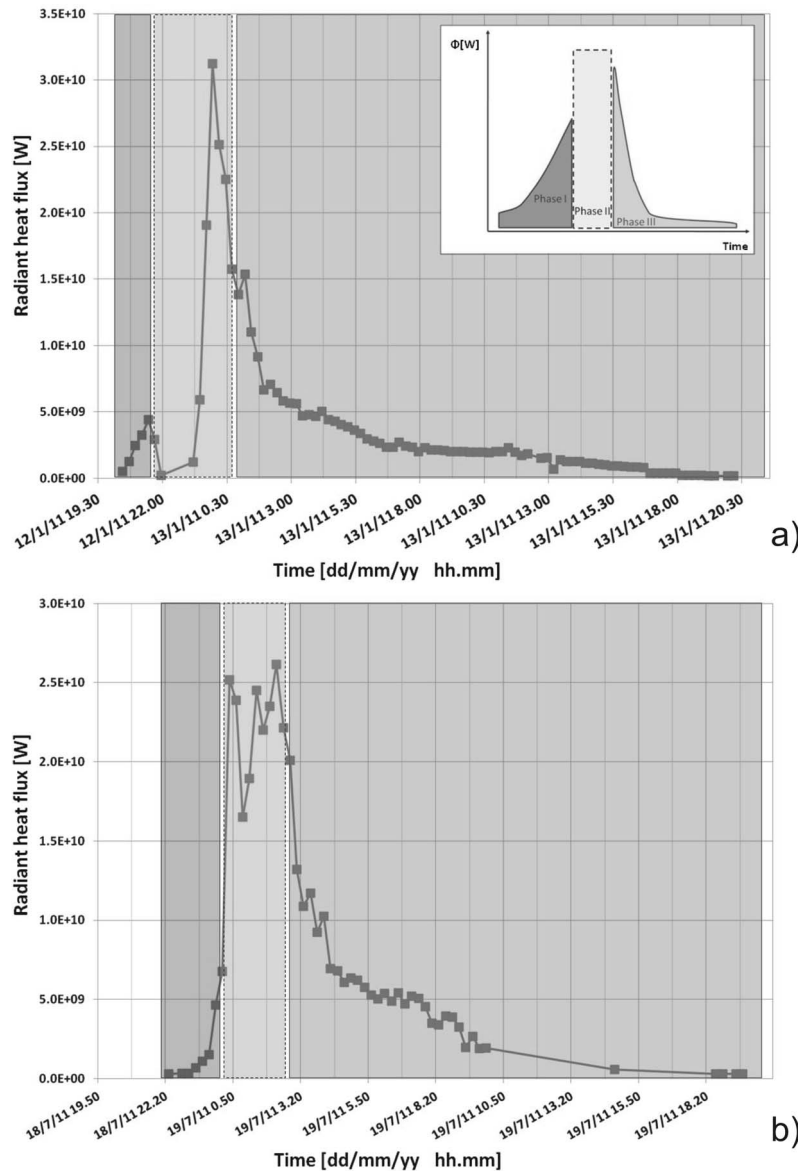 3.5E+10
3.0E+10
2.5E+10
2.0E+10
1.5E+10
1.0E+10
5.0E+09
0.0E+00
Radiant heat flux [W]
Φ[W]
Phase I
Phase II
Phase III
Time
12/1/11 19.30
12/1/11 22.00
13/1/11 0.30
13/1/11 3.00
13/1/11 5.30
13/1/11 8.00
13/1/11 10.30
13/1/11 13.00
13/1/11 15.30
13/1/11 18.00
13/1/11 20.30
Time [dd/mm/yy hh.mm]
a)
3.0E+10
2.5E+10
2.0E+10
1.5E+10
1.0E+10
5.0E+09
0.0E+00
Radiant heat flux [W]
18/7/11 19.50
18/7/11 22.20
19/7/11 0.50
19/7/11 3.20
19/7/11 5.50
19/7/11 8.20
19/7/11 10.50
19/7/11 13.20
19/7/11 15.50
19/7/11 18.20
Time [dd/mm/yy hh.mm]
b)